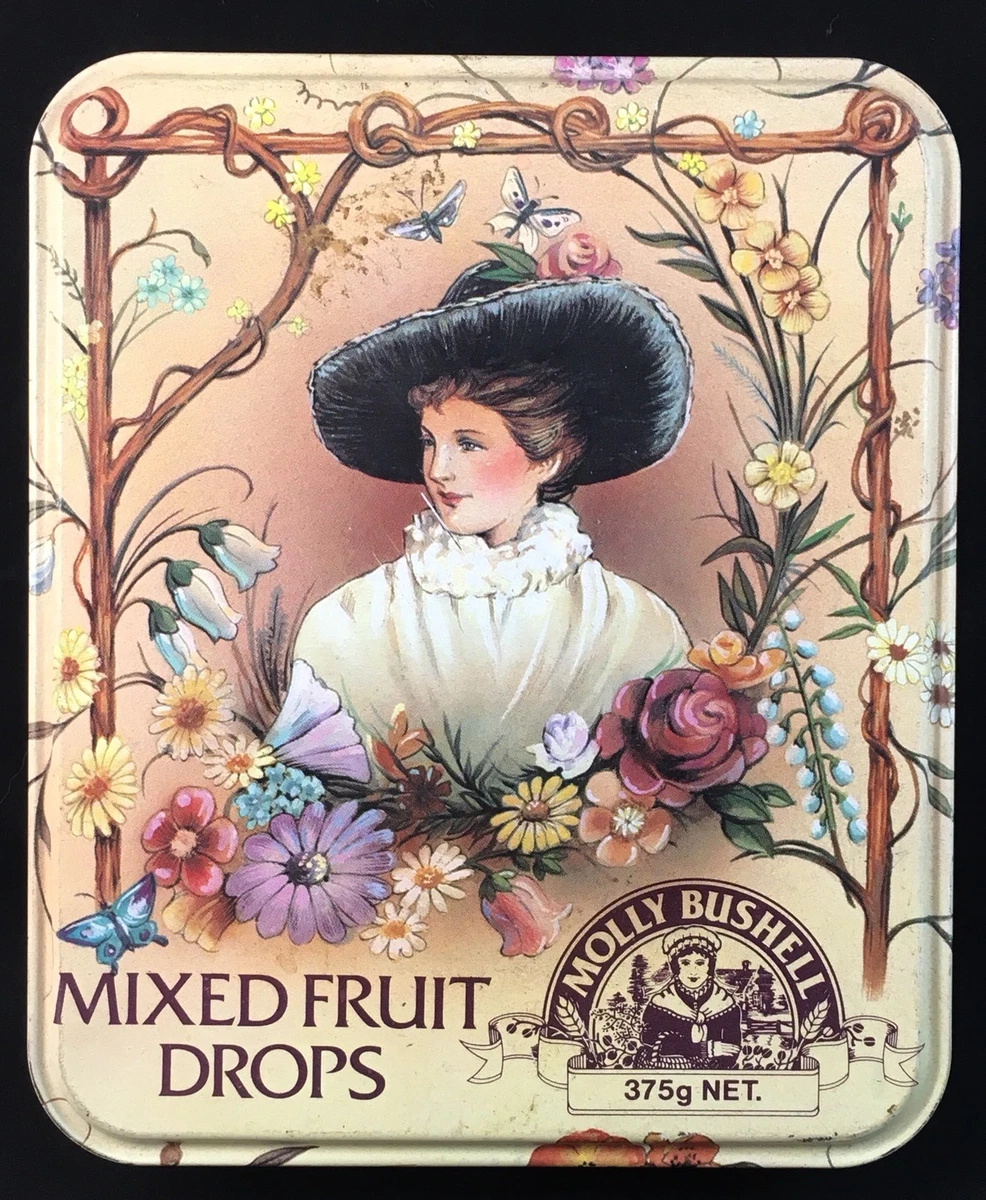 MIXED FRUIT
DROPS
MOLLY BUSHELL
375g NET.